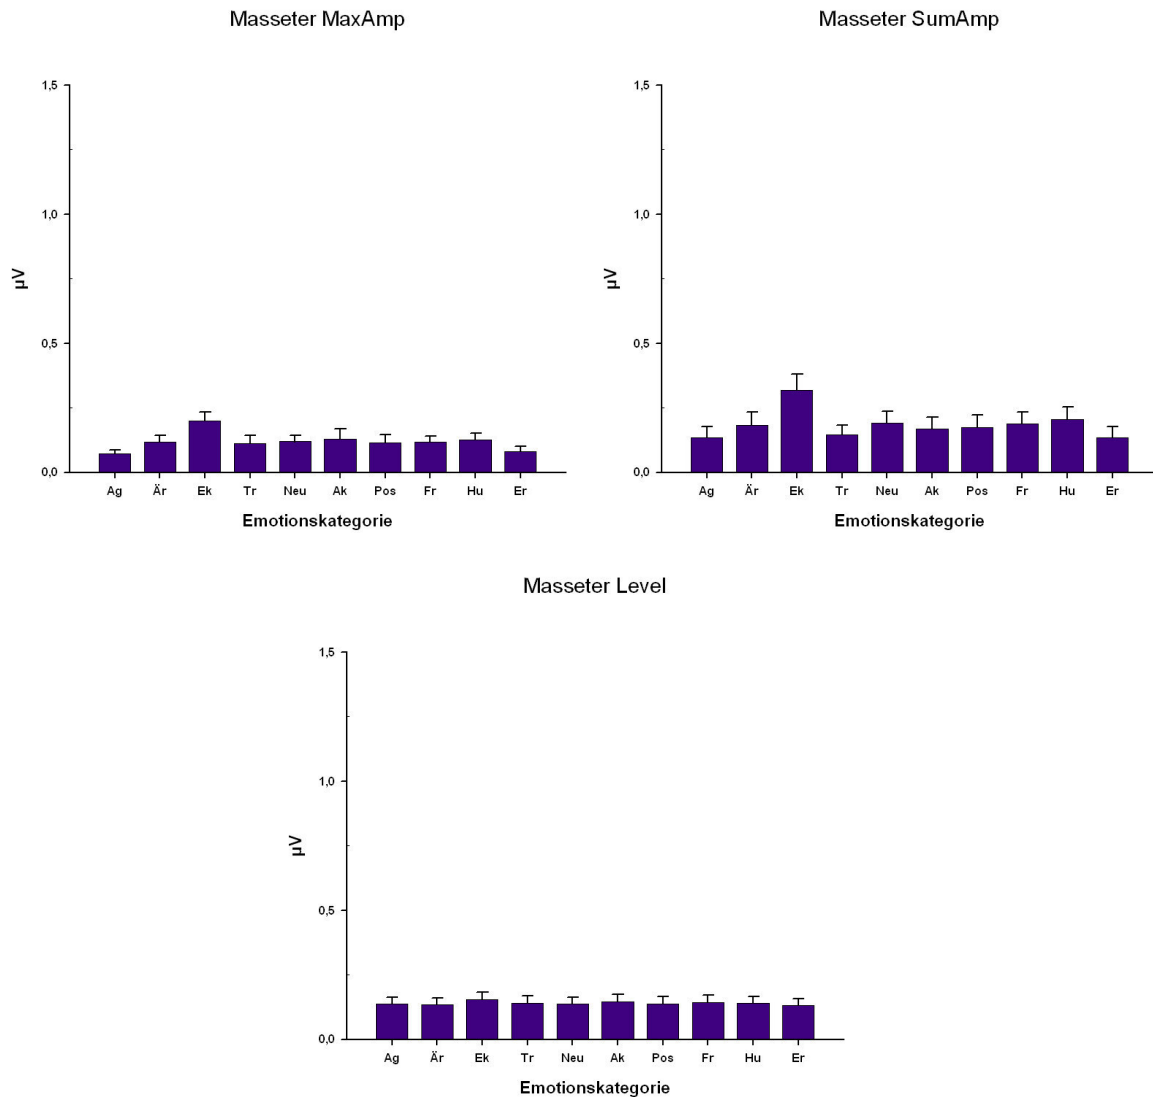 Masseter MaxAmp
1,5
1,0
µV
0,5
0,0
Ag Är Ek Tr Neu Ak Pos Fr Hu Er
Emotionskategorie
Masseter SumAmp
1,5
1,0
µV
0,5
0,0
Ag Är Ek Tr Neu Ak Pos Fr Hu Er
Emotionskategorie
Masseter Level
1,5
1,0
µV
0,5
0,0
Ag Är Ek Tr Neu Ak Pos Fr Hu Er
Emotionskategorie